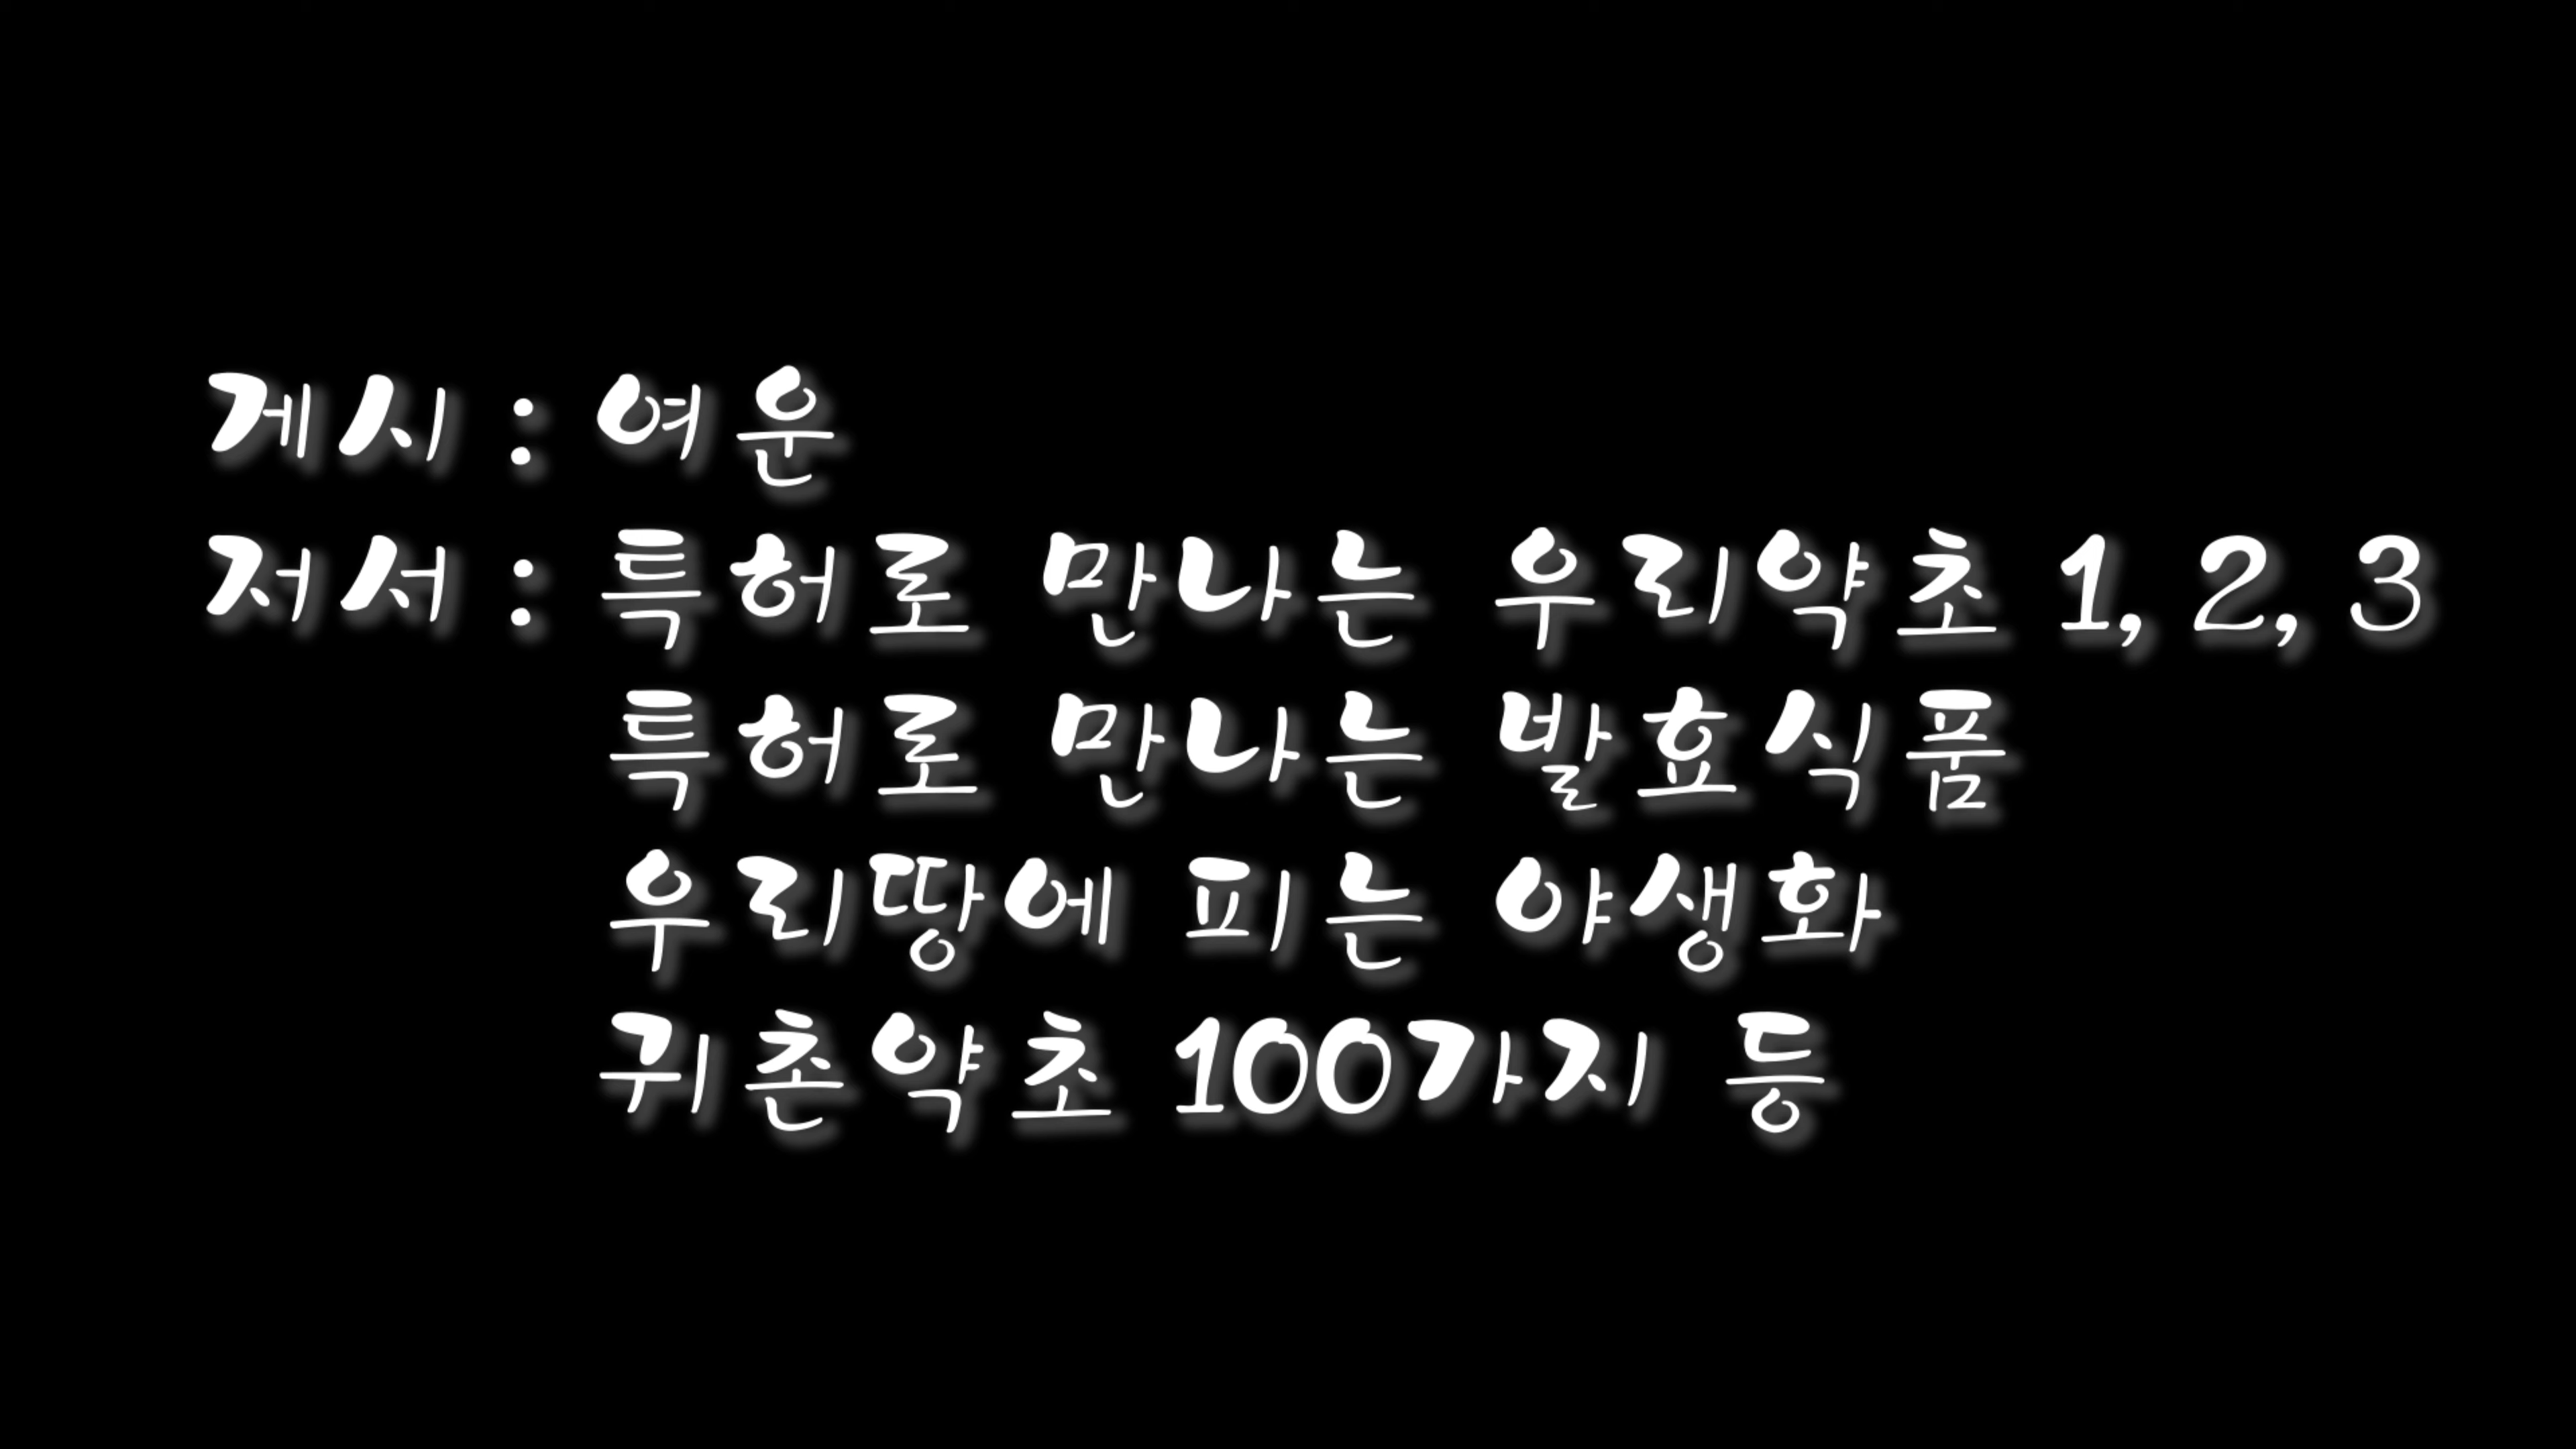 게시 : 여운
저서 : 특허로 만나는 우리약초 1, 2, 3
특허로 만나는 발효식품
우리땅에 피는 야생화
귀촌약초 100가지 등